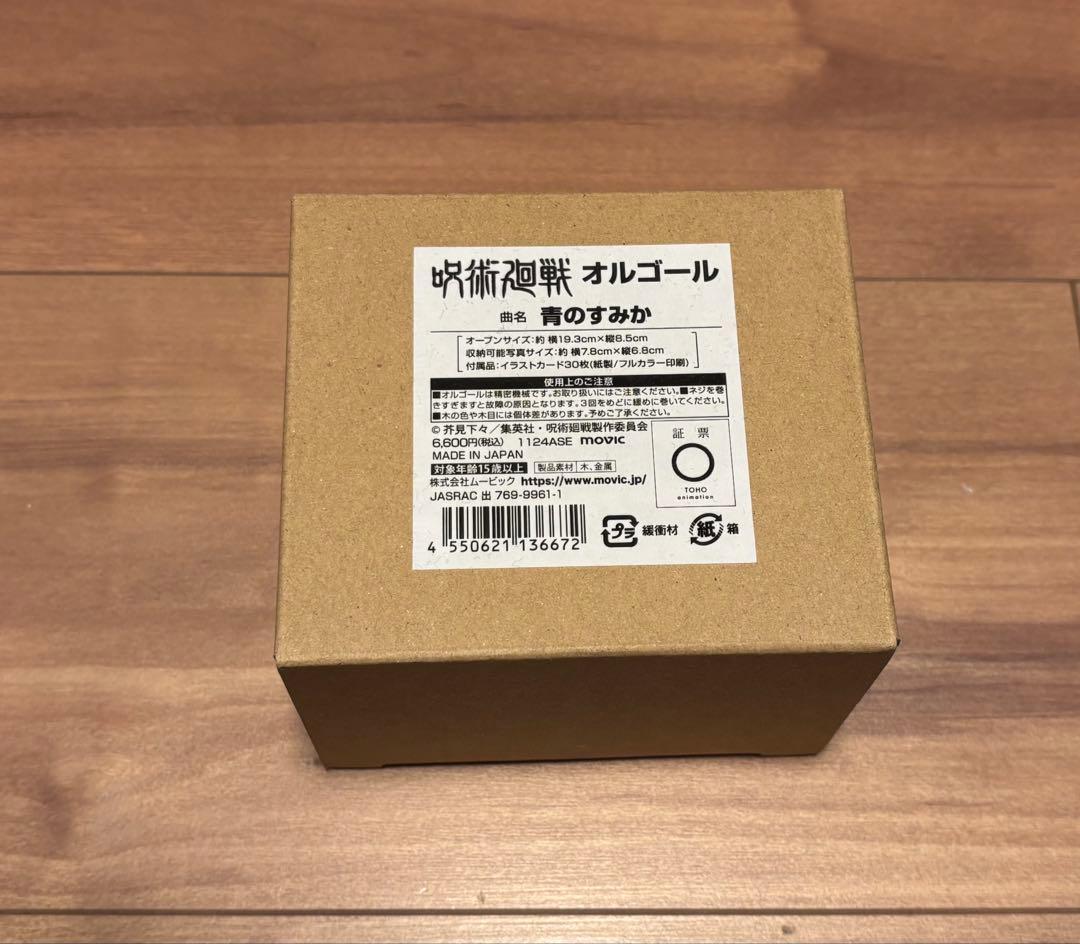 呪術廻戦 オルゴール
曲名 青のすみか
オープンサイズ：約 横19.3cm×縦8.5cm
収納可能写真サイズ：約 横7.8cm×縦6.8cm
付属品：イラストカード30枚(紙製/フルカラー印刷)
使用上のご注意
■オルゴールは精密機械です。お取り扱いにはご注意ください。■ネジを巻
きすぎますと故障の原因となります。3回をめどに緩めに巻いてください。
■木の色や木目には個体差があります。予めご了承ください。
©芥見下々／集英社・呪術廻戦製作委員会
6,600円(税込) 1124ASE movic
MADE IN JAPAN
対象年齢15歳以上 製品素材 木、金属
株式会社ムービック https://www.movic.jp/
JASRAC 出 769-9961-1
証票
TOHO
animation
4 550621 136672
プラ 緩衝材 紙 箱